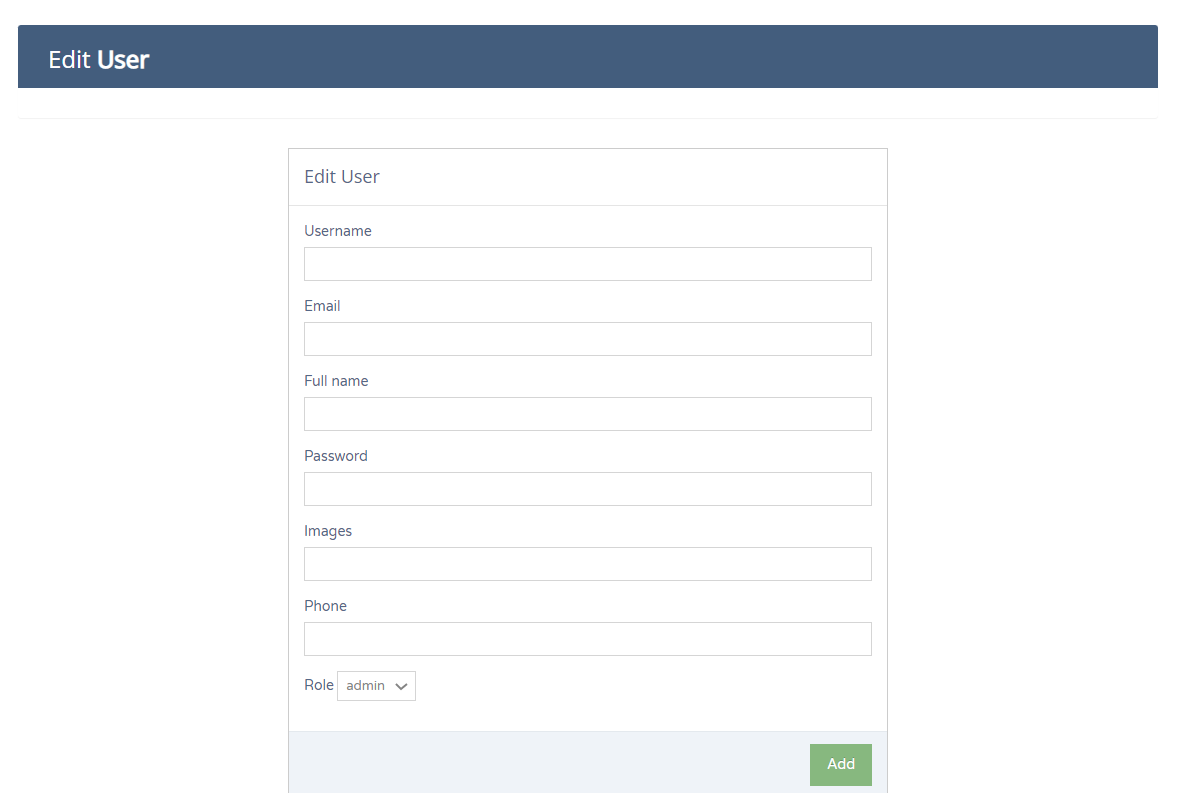 Edit User
Edit User
Username
Email
Full name
Password
Images
Phone
Role admin
Add